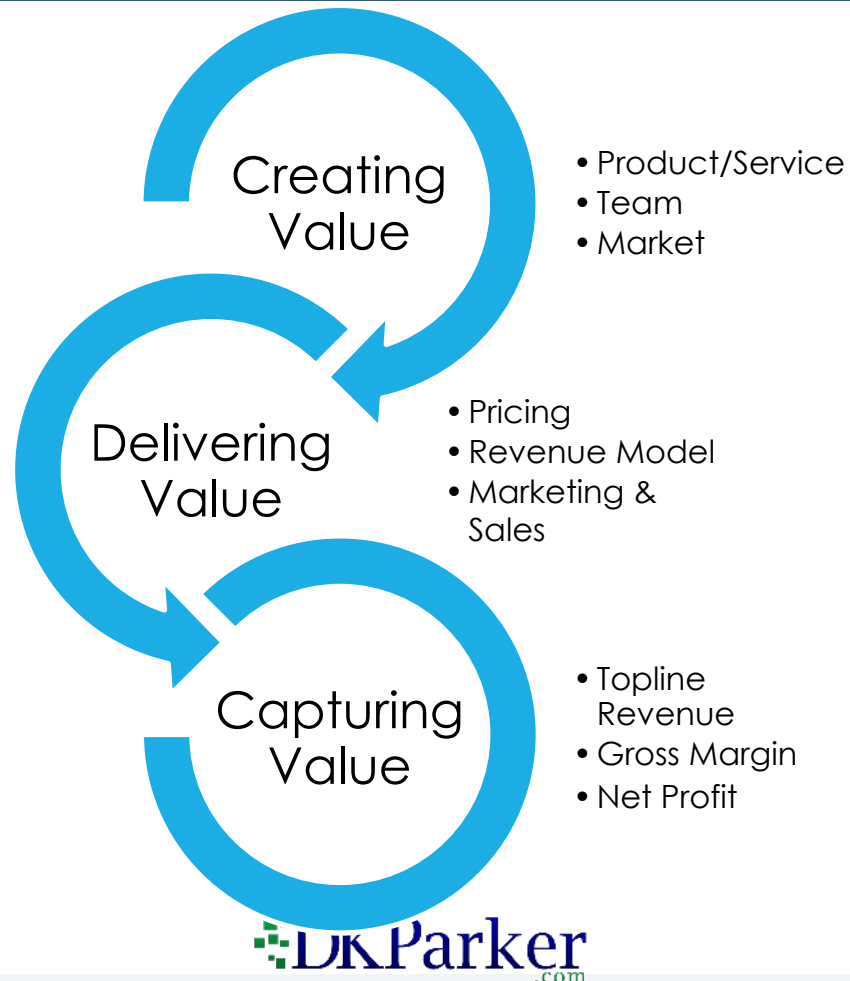 Creating
Value
• Product/Service
• Team
• Market
Delivering
Value
• Pricing
• Revenue Model
• Marketing &
Sales
Capturing
Value
• Topline
Revenue
• Gross Margin
• Net Profit
DKParker
.com